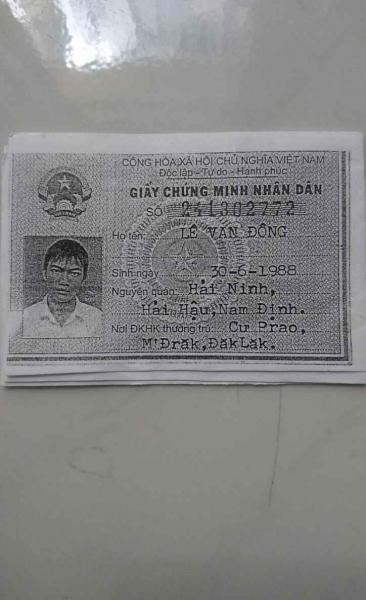 CỘNG HÒA XÃ HỘI CHỦ NGHĨA VIỆT NAM
Độc lập - Tự do - Hạnh phúc
GIẤY CHỨNG MINH NHÂN DÂN
SỐ 241302772
Họ tên: LÊ VĂN ĐÔNG
Sinh ngày 30-6-1988
Nguyên quán: Hải Ninh,
Hải Hậu, Nam Định.
Nơi ĐKHK thường trú: Cư Prao,
M'Đrăk, ĐăkLăk.